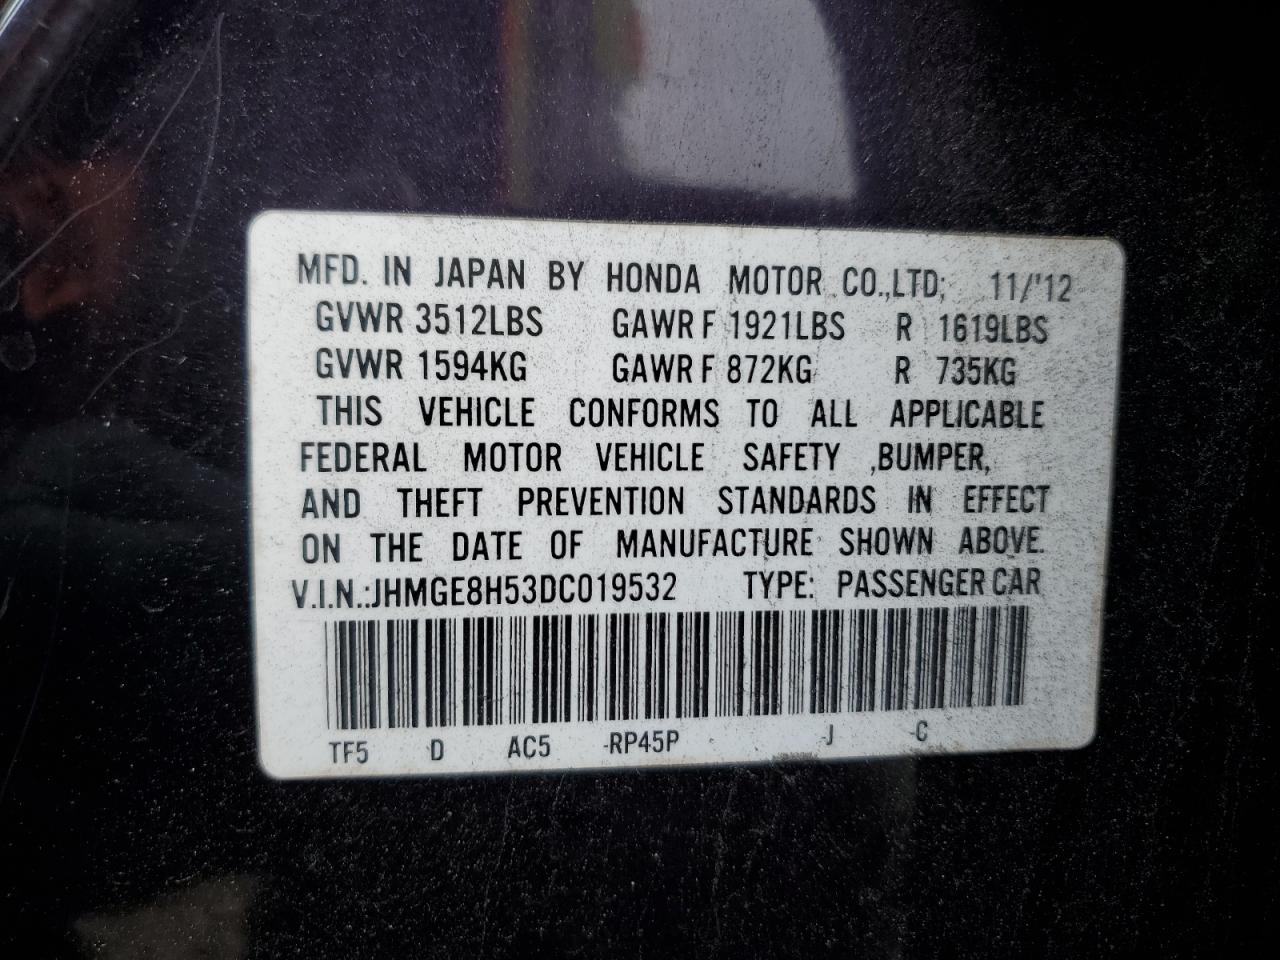 MFD. IN JAPAN BY HONDA MOTOR CO.,LTD; 11/'12
GVWR 3512LBS GAWR F 1921LBS R 1619LBS
GVWR 1594KG GAWR F 872KG R 735KG
THIS VEHICLE CONFORMS TO ALL APPLICABLE
FEDERAL MOTOR VEHICLE SAFETY ,BUMPER,
AND THEFT PREVENTION STANDARDS IN EFFECT
ON THE DATE OF MANUFACTURE SHOWN ABOVE.
V.I.N.:JHMGE8H53DC019532 TYPE: PASSENGER CAR
TF5 D AC5 -RP45P -J -C